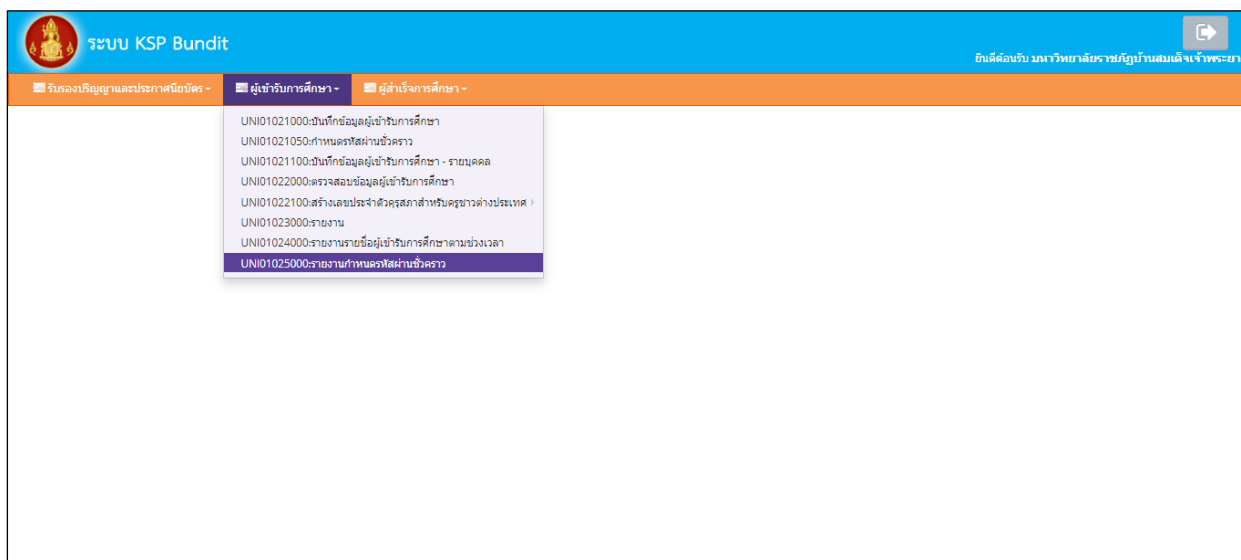 ระบบ KSP Bundit
ยินดีต้อนรับ มหาวิทยาลัยราชภัฏบ้านสมเด็จเจ้าพระยา
รับรองปริญญาและประกาศนียบัตร ผู้เข้ารับการศึกษา ผู้สำเร็จการศึกษา
UNI01021000:บันทึกข้อมูลผู้เข้ารับการศึกษา
UNI01021050:กำหนดรหัสผ่านชั่วคราว
UNI01021100:บันทึกข้อมูลผู้เข้ารับการศึกษา - รายบุคคล
UNI01022000:ตรวจสอบข้อมูลผู้เข้ารับการศึกษา
UNI01022100:สร้างเลขประจำตัวคุรุสภาสำหรับครูชาวต่างประเทศ
UNI01023000:รายงาน
UNI01024000:รายงานรายชื่อผู้เข้ารับการศึกษาตามช่วงเวลา
UNI01025000:รายงานกำหนดรหัสผ่านชั่วคราว